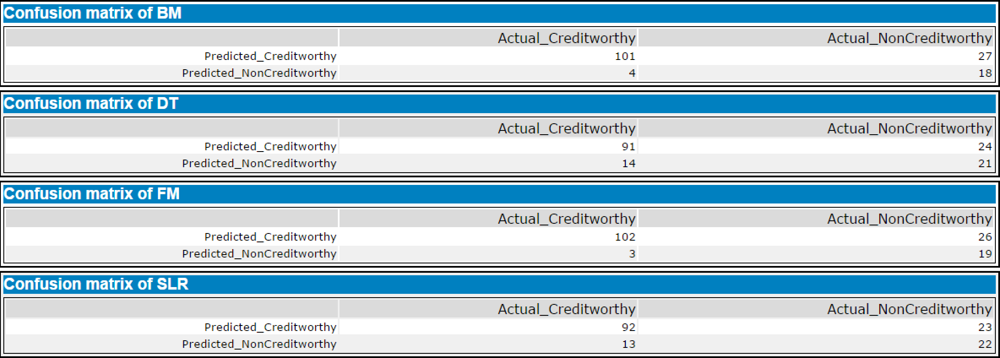 Confusion matrix of BM
Actual_Creditworthy Actual_NonCreditworthy
Predicted_Creditworthy 101 27
Predicted_NonCreditworthy 4 18
Confusion matrix of DT
Actual_Creditworthy Actual_NonCreditworthy
Predicted_Creditworthy 91 24
Predicted_NonCreditworthy 14 21
Confusion matrix of FM
Actual_Creditworthy Actual_NonCreditworthy
Predicted_Creditworthy 102 26
Predicted_NonCreditworthy 3 19
Confusion matrix of SLR
Actual_Creditworthy Actual_NonCreditworthy
Predicted_Creditworthy 92 23
Predicted_NonCreditworthy 13 22